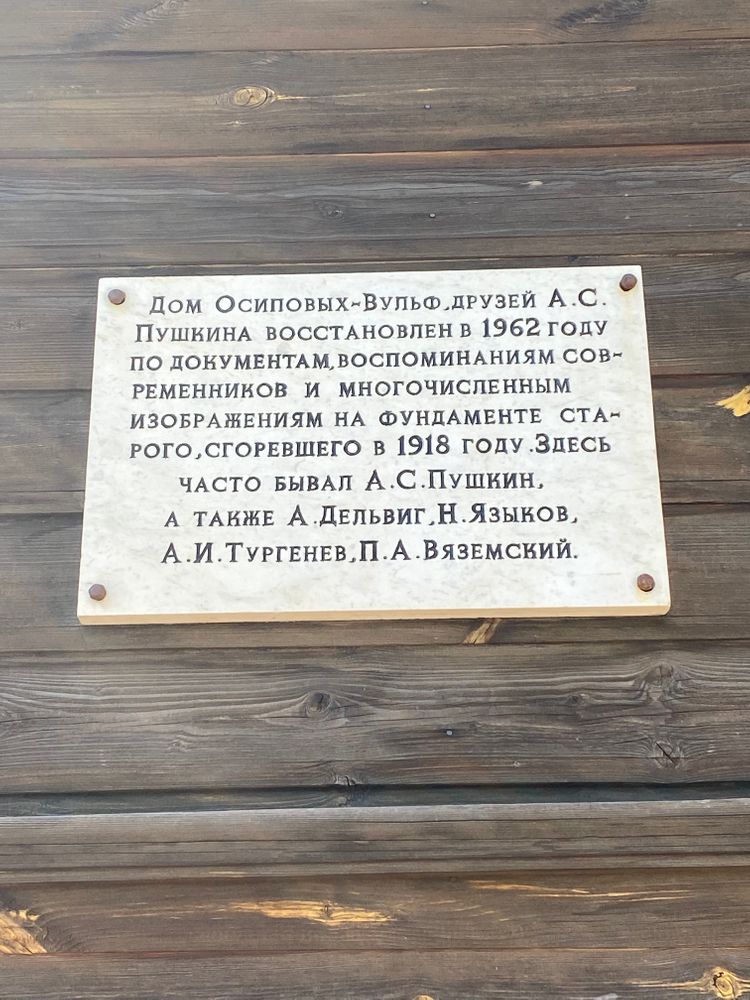 Дом Осиповых-Вульф, друзей А.С.
Пушкина восстановлен в 1962 году
по документам, воспоминаниям сов-
ременников и многочисленным
изображениям на фундаменте ста-
рого, сгоревшего в 1918 году. Здесь
часто бывал А.С.Пушкин,
а также А.Дельвиг, Н.Языков,
А.И.Тургенев, П.А.Вяземский.